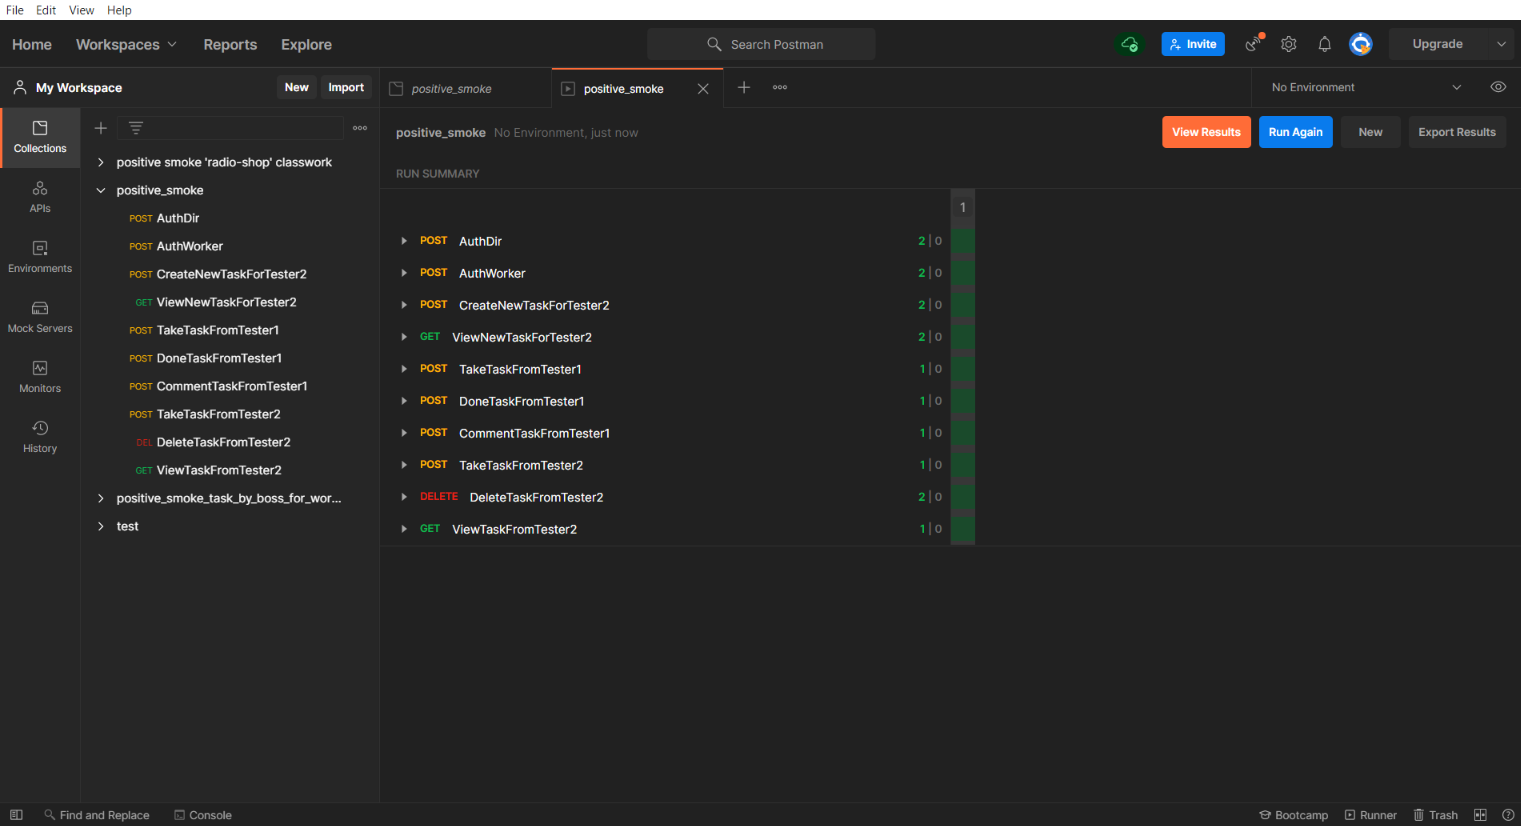 File Edit View Help
Home Workspaces Reports Explore Search Postman Invite Upgrade
My Workspace New Import positive_smoke positive_smoke No Environment
Collections
APIs
Environments
Mock Servers
Monitors
History
positive smoke 'radio-shop' classwork
positive_smoke
POST AuthDir
POST AuthWorker
POST CreateNewTaskForTester2
GET ViewNewTaskForTester2
POST TakeTaskFromTester1
POST DoneTaskFromTester1
POST CommentTaskFromTester1
POST TakeTaskFromTester2
DEL DeleteTaskFromTester2
GET ViewTaskFromTester2
positive_smoke_task_by_boss_for_wor...
test
positive_smoke No Environment, just now View Results Run Again New Export Results
RUN SUMMARY
1
POST AuthDir 2 | 0
POST AuthWorker 2 | 0
POST CreateNewTaskForTester2 2 | 0
GET ViewNewTaskForTester2 2 | 0
POST TakeTaskFromTester1 1 | 0
POST DoneTaskFromTester1 1 | 0
POST CommentTaskFromTester1 1 | 0
POST TakeTaskFromTester2 1 | 0
DELETE DeleteTaskFromTester2 2 | 0
GET ViewTaskFromTester2 1 | 0
Find and Replace Console Bootcamp Runner Trash